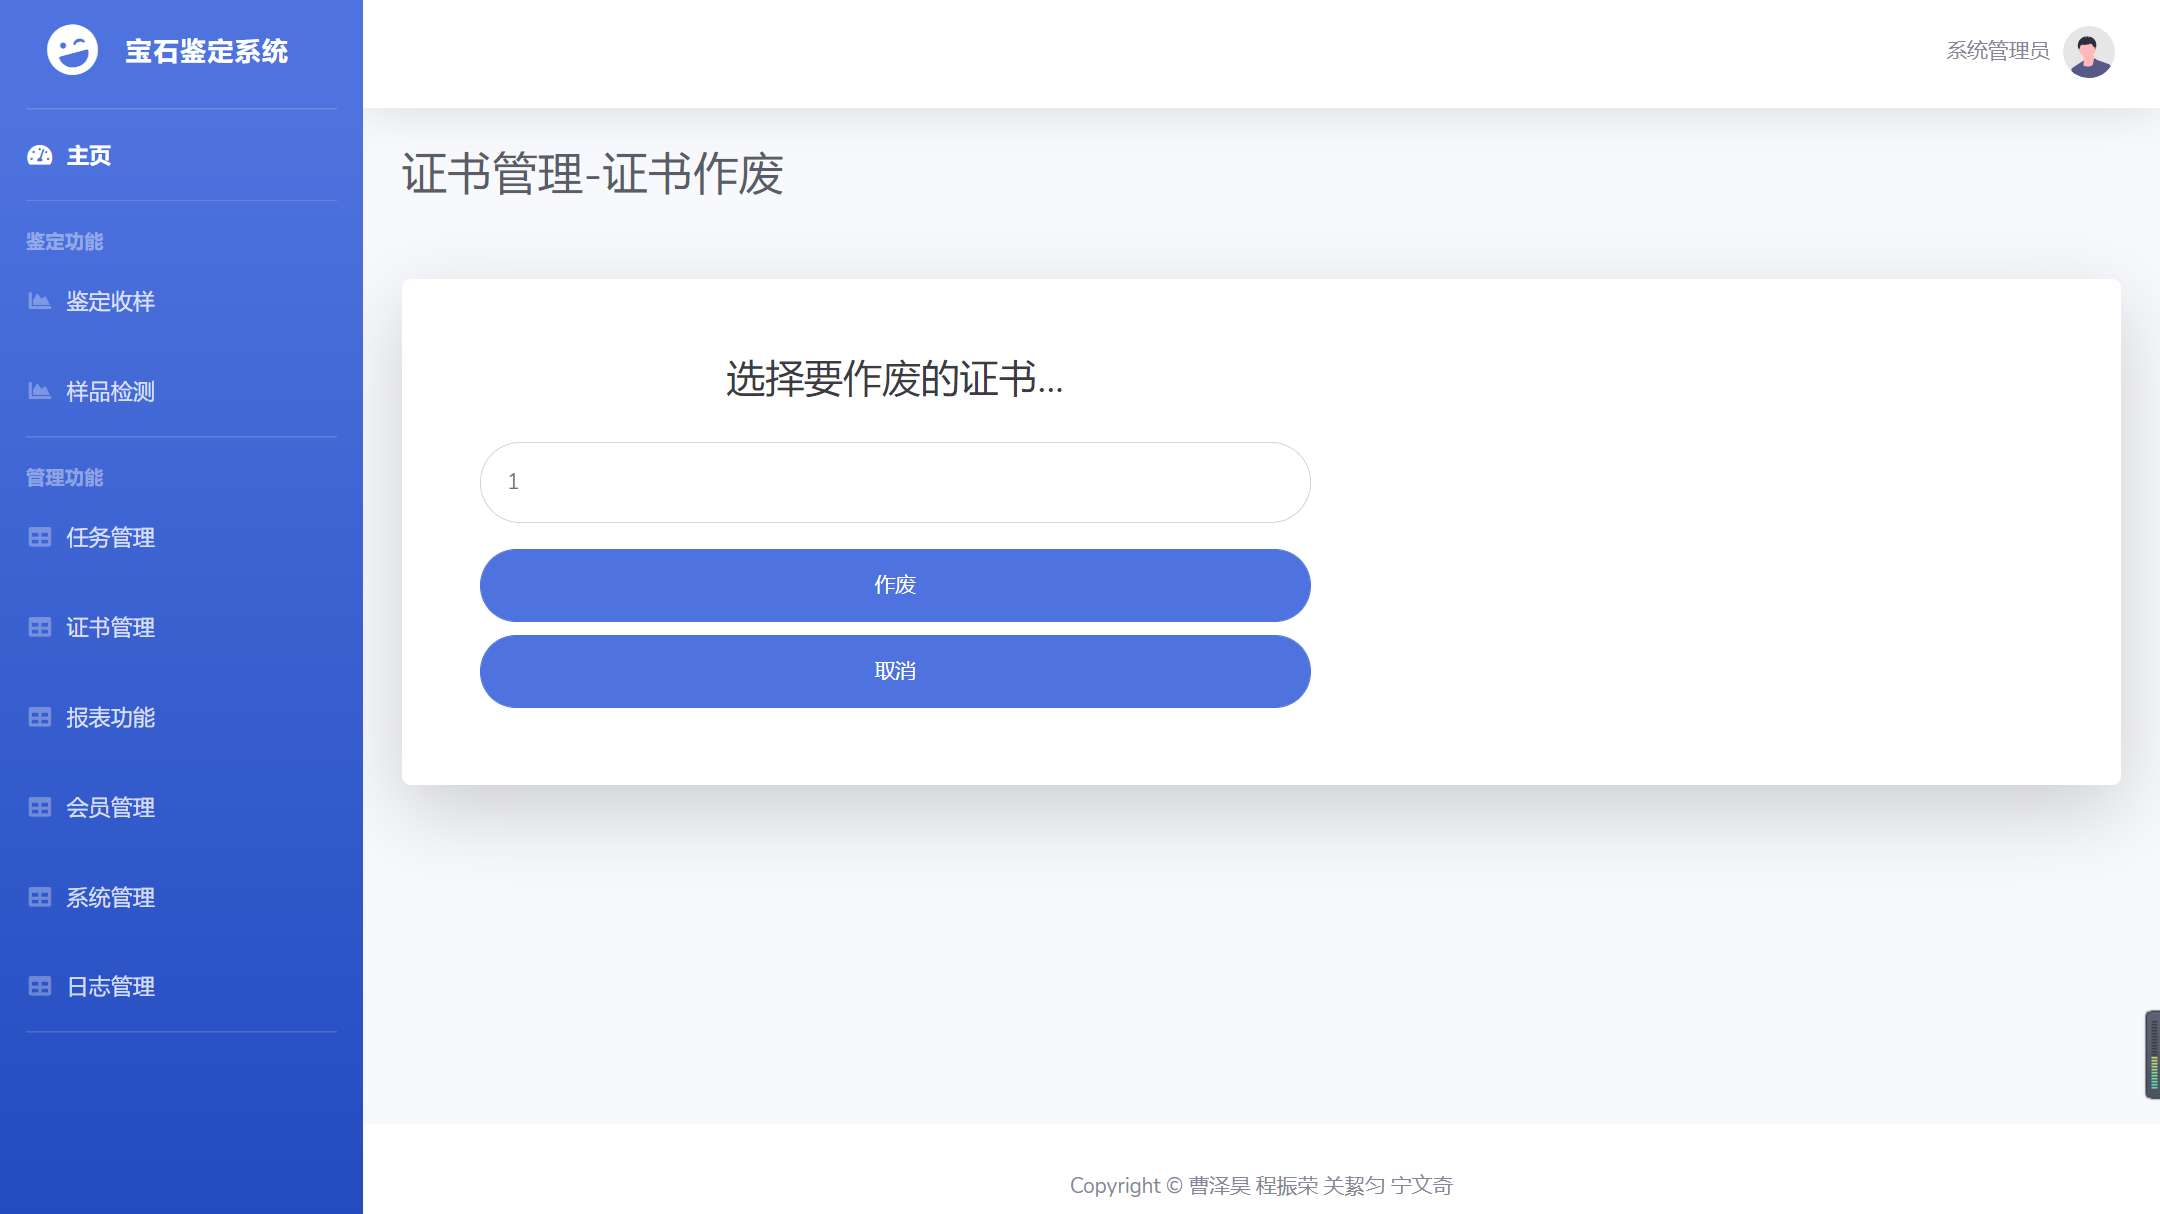 宝石鉴定系统
系统管理员
主页
鉴定功能
鉴定收样
样品检测
管理功能
任务管理
证书管理
报表功能
会员管理
系统管理
日志管理
证书管理-证书作废
选择要作废的证书...
1
作废
取消
Copyright © 曹泽昊 程振荣 关絜匀 宁文奇